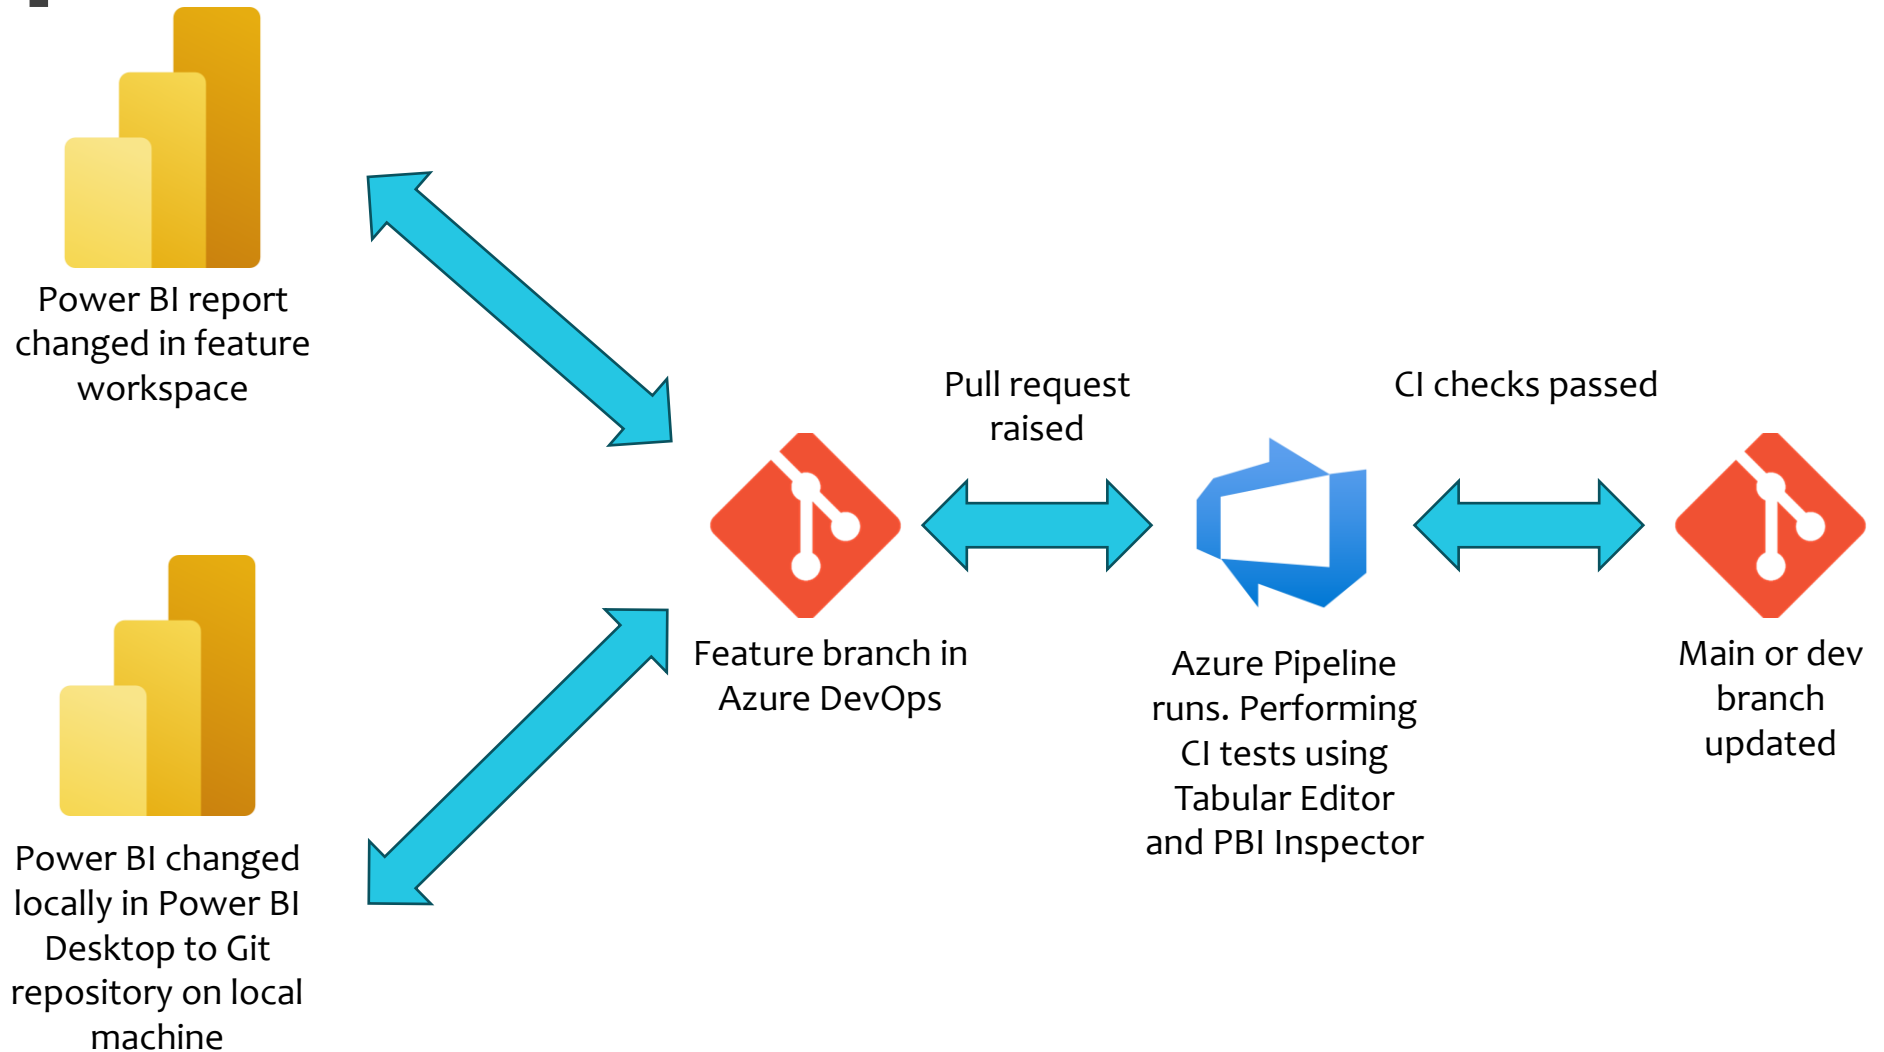 Power BI report
changed in feature
workspace
Pull request
raised
CI checks passed
Feature branch in
Azure DevOps
Azure Pipeline
runs. Performing
CI tests using
Tabular Editor
and PBI Inspector
Main or dev
branch
updated
Power BI changed
locally in Power BI
Desktop to Git
repository on local
machine